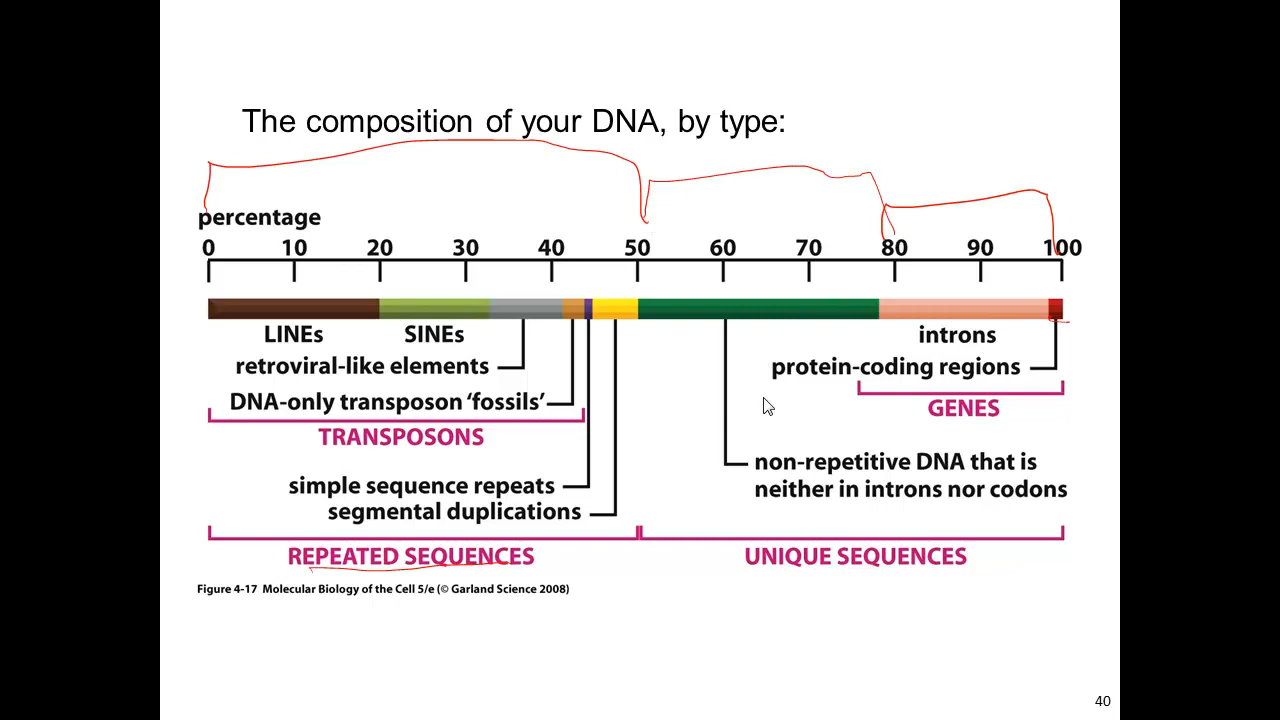 The composition of your DNA, by type:
percentage
0 10 20 30 40 50 60 70 80 90 100
LINEs SINEs introns
retroviral-like elements protein-coding regions
DNA-only transposon ‘fossils’ GENES
TRANSPOSONS
non-repetitive DNA that is
neither in introns nor codons
simple sequence repeats
segmental duplications
REPEATED SEQUENCES UNIQUE SEQUENCES
Figure 4-17 Molecular Biology of the Cell 5/e (© Garland Science 2008)
40